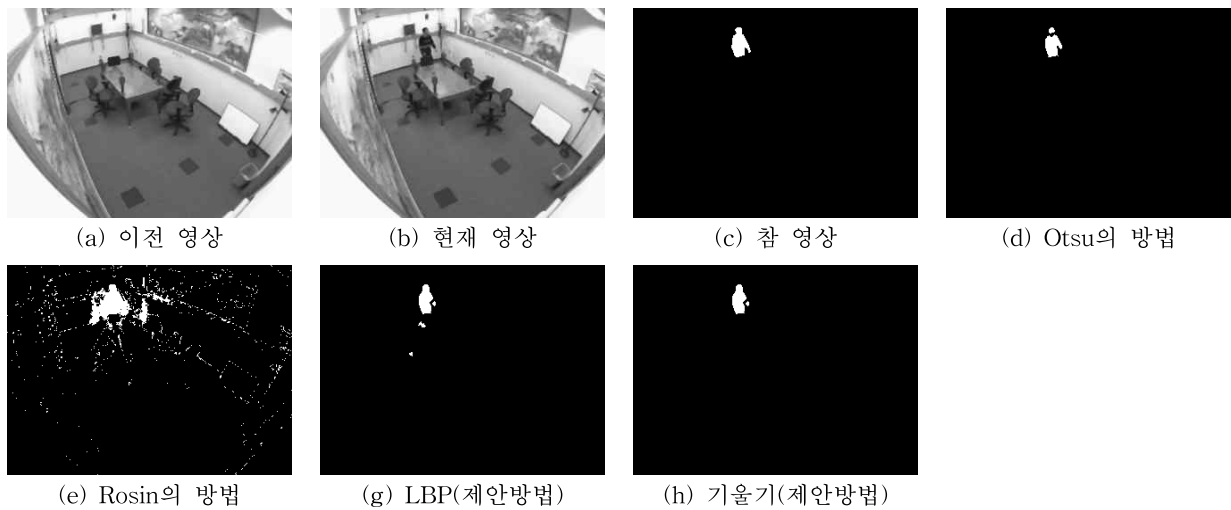 (a) 이전 영상
(b) 현재 영상
(c) 참 영상
(d) Otsu의 방법
(e) Rosin의 방법
(g) LBP(제안방법)
(h) 기울기(제안방법)